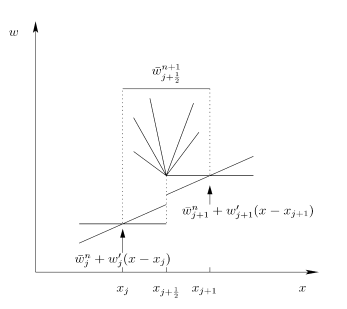 w
w̄ⁿ⁺¹_{j+½}
w̄ⁿ_{j+1} + w′_{j+1}(x − x_{j+1})
w̄ⁿ_j + w′_j(x − x_j)
x_j x_{j+½} x_{j+1} x